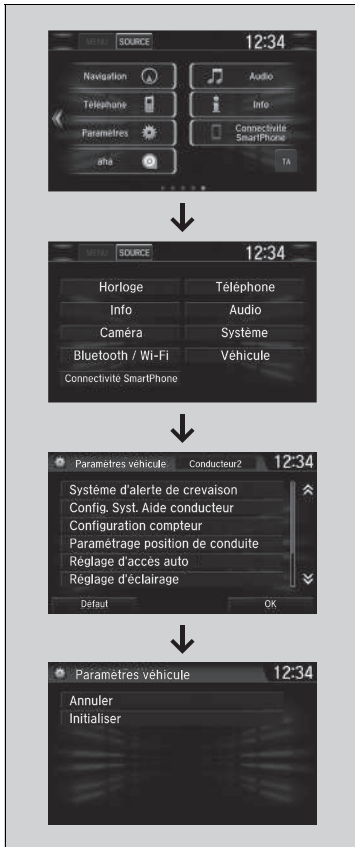 MENU SOURCE 12:34
Navigation Audio
Téléphone Info
Paramètres Connectivité SmartPhone
aha TA
MENU SOURCE 12:34
Horloge Téléphone
Info Audio
Caméra Système
Bluetooth / Wi-Fi Véhicule
Connectivité SmartPhone
Paramètres véhicule Conducteur2 12:34
Systéme d'alerte de crevaison
Config. Syst. Aide conducteur
Configuration compteur
Paramétrage position de conduite
Réglage d'accès auto
Réglage d'éclairage
Défaut OK
Paramètres véhicule 12:34
Annuler
Initialiser